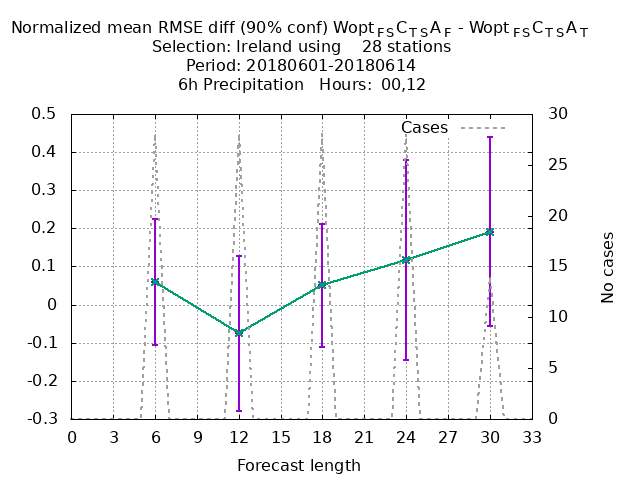 Normalized mean RMSE diff (90% conf) Wopt FS C TS A F - Wopt FS C TS A T
Selection: Ireland using 28 stations
Period: 20180601-20180614
6h Precipitation Hours: 00,12
Cases
0.5
0.4
0.3
0.2
0.1
0
-0.1
-0.2
-0.3
30
25
20
15
10
5
0
No cases
0 3 6 9 12 15 18 21 24 27 30 33
Forecast length